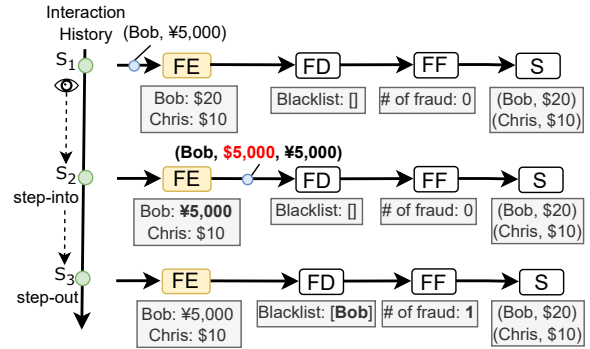 Interaction
History
(Bob, ¥5,000)
S1
FE
FD
FF
S
Bob: $20
Chris: $10
Blacklist: []
# of fraud: 0
(Bob, $20)
(Chris, $10)
(Bob, $5,000, ¥5,000)
S2
step-into
FE
FD
FF
S
Bob: ¥5,000
Chris: $10
Blacklist: []
# of fraud: 0
(Bob, $20)
(Chris, $10)
S3
step-out
FE
FD
FF
S
Bob: ¥5,000
Chris: $10
Blacklist: [Bob]
# of fraud: 1
(Bob, $20)
(Chris, $10)